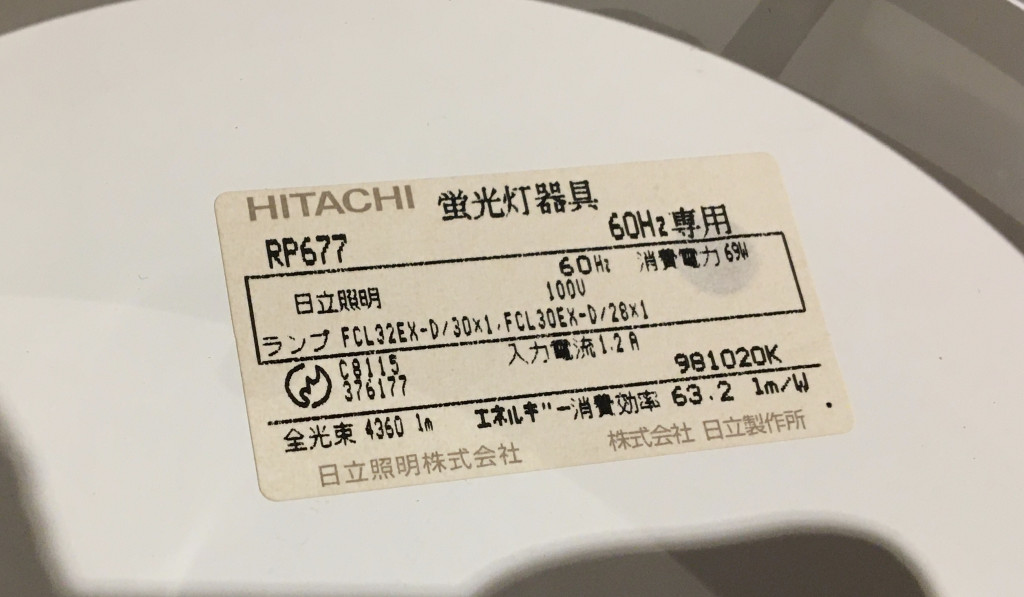 HITACHI 蛍光灯器具
RP677 60Hz専用
60Hz 消費電力69W
日立照明 100V
ランプ FCL32EX-D/30×1,FCL30EX-D/28×1
C8115 入力電流1.2A
376177 981020K
全光束 4360 lm エネルギー消費効率 63.2 lm/W
日立照明株式会社 株式会社 日立製作所